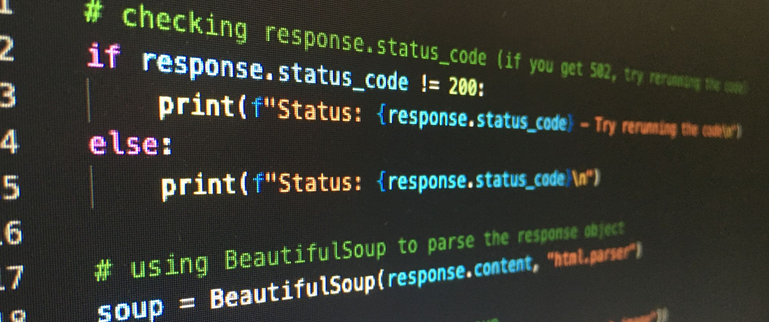 1 # checking response.status_code (if you get 502, try rerunning the code)
2 if response.status_code != 200:
3 print(f"Status: {response.status_code} - Try rerunning the code\n")
4 else:
5 print(f"Status: {response.status_code}\n")
.6
.7 # using BeautifulSoup to parse the response object
18 soup = BeautifulSoup(response.content, "html.parser")